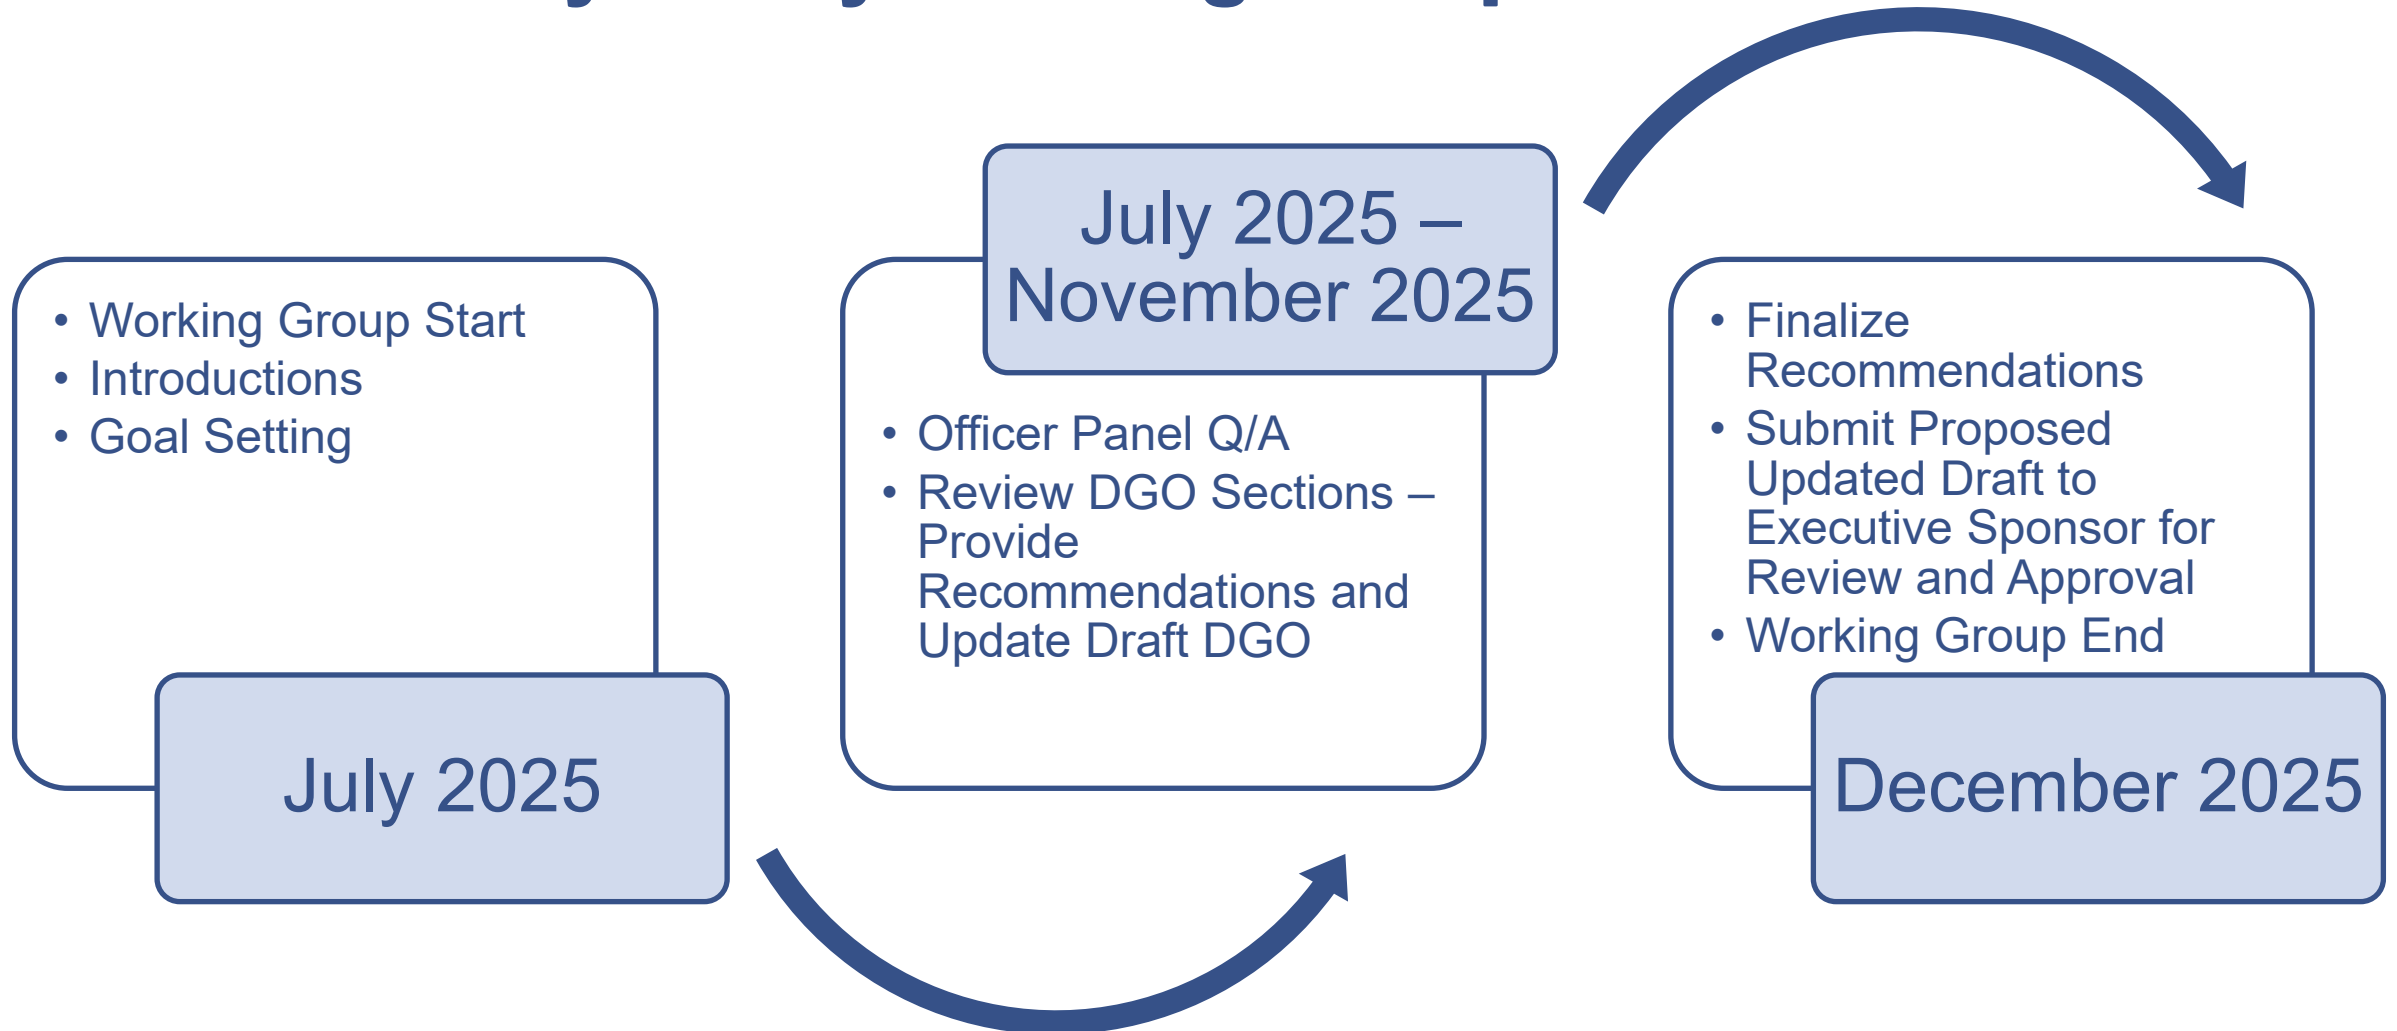 • Working Group Start
• Introductions
• Goal Setting
July 2025
July 2025 –
November 2025
• Officer Panel Q/A
• Review DGO Sections –
Provide
Recommendations and
Update Draft DGO
• Finalize
Recommendations
• Submit Proposed
Updated Draft to
Executive Sponsor for
Review and Approval
• Working Group End
December 2025